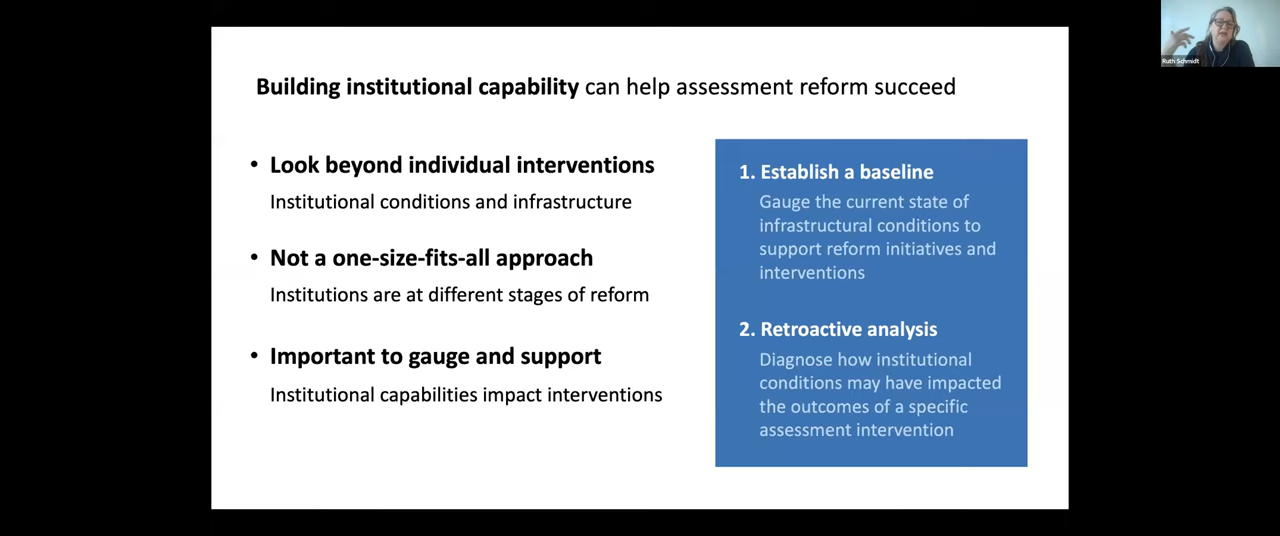 Building institutional capability can help assessment reform succeed
• Look beyond individual interventions
Institutional conditions and infrastructure
• Not a one-size-fits-all approach
Institutions are at different stages of reform
• Important to gauge and support
Institutional capabilities impact interventions
1. Establish a baseline
Gauge the current state of
infrastructural conditions to
support reform initiatives and
interventions
2. Retroactive analysis
Diagnose how institutional
conditions may have impacted
the outcomes of a specific
assessment intervention
Ruth Schmidt